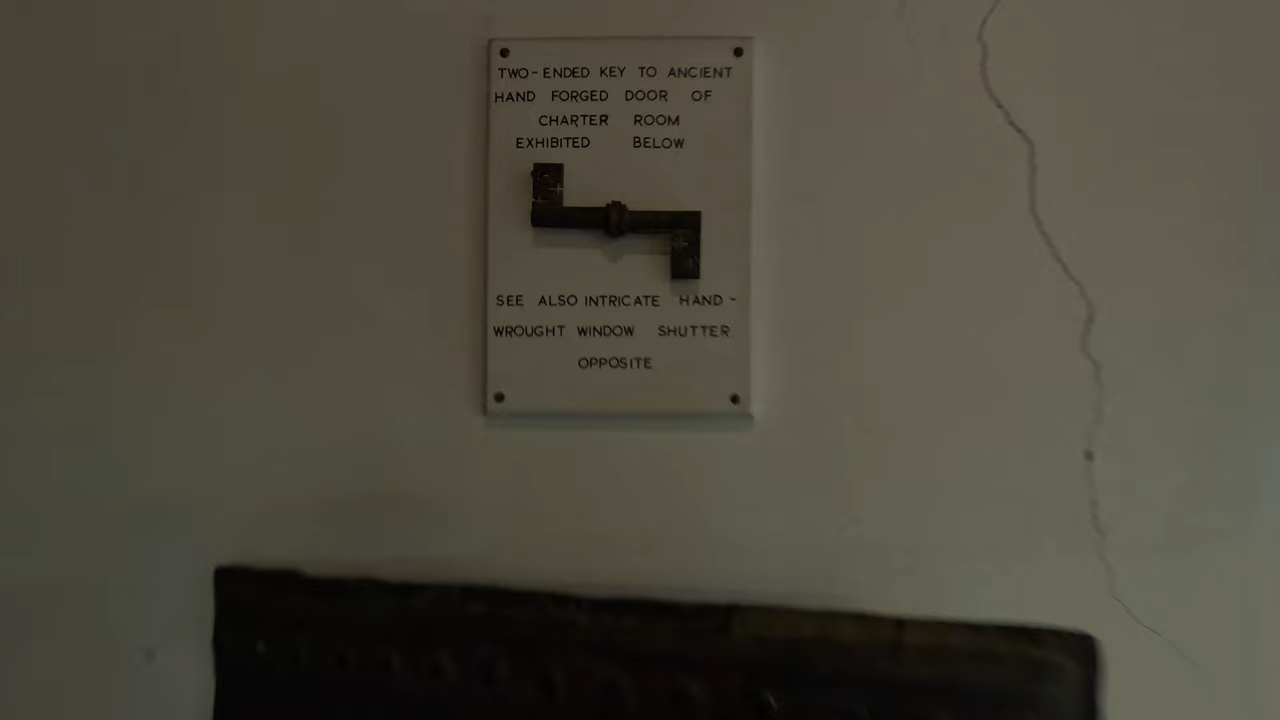 TWO-ENDED KEY TO ANCIENT
HAND FORGED DOOR OF
CHARTER ROOM
EXHIBITED BELOW
SEE ALSO INTRICATE HAND-
WROUGHT WINDOW SHUTTER
OPPOSITE